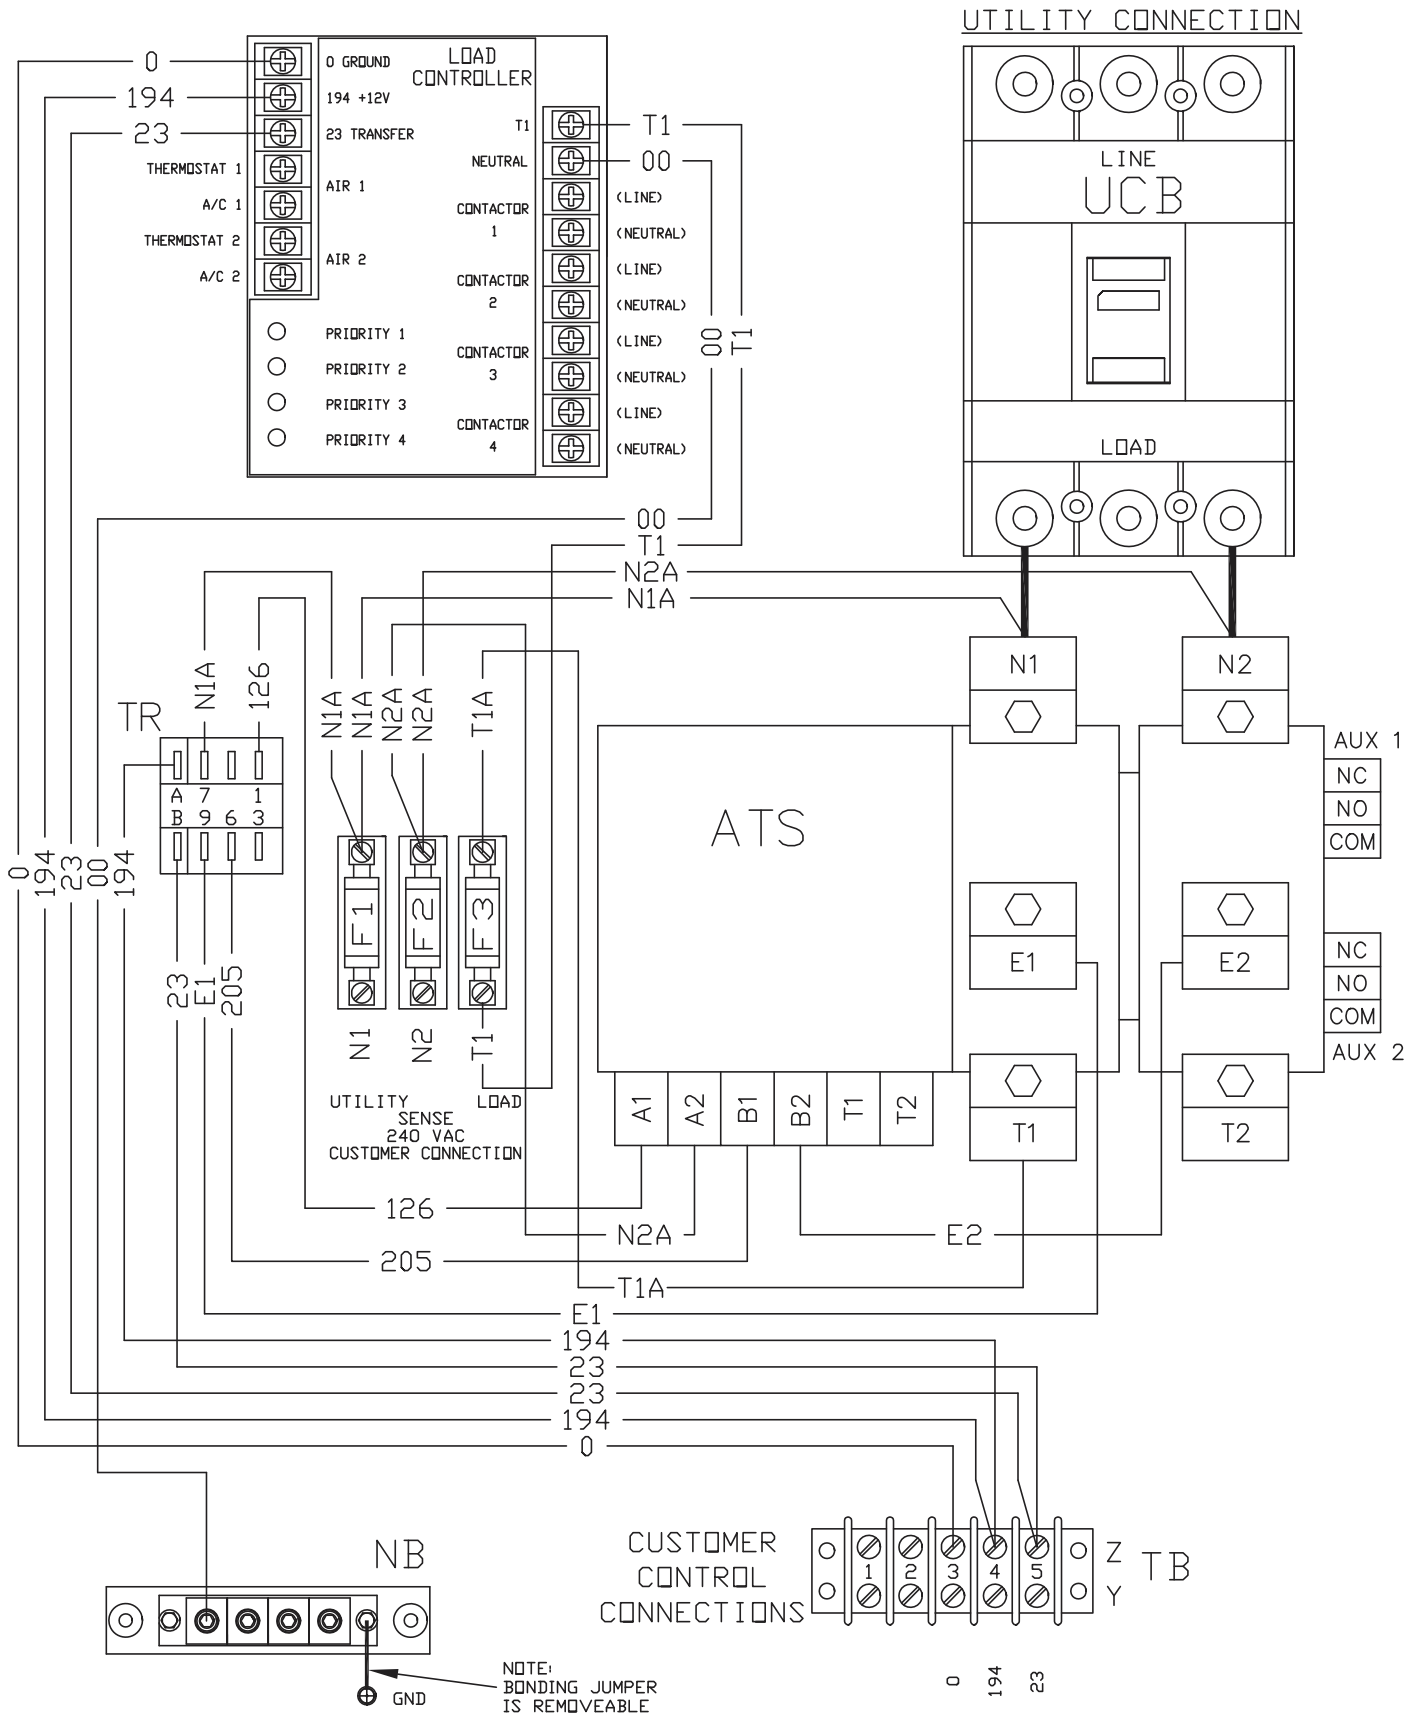 UTILITY CONNECTION
LINE
UCB
LOAD
LOAD
CONTROLLER
0
0 GROUND
194
194 +12V
23
23 TRANSFER
THERMOSTAT 1
AIR 1
A/C 1
THERMOSTAT 2
AIR 2
A/C 2
PRIORITY 1
PRIORITY 2
PRIORITY 3
PRIORITY 4
T1
T1
NEUTRAL
00
CONTACTOR
1
(LINE)
(NEUTRAL)
CONTACTOR
2
(LINE)
(NEUTRAL)
CONTACTOR
3
(LINE)
(NEUTRAL)
CONTACTOR
4
(LINE)
(NEUTRAL)
00
T1
00
T1
N2A
N1A
N1A
126
N1A
N1A
N2A
N2A
T1A
TR
A 7 1
B 9 6 3
0
194
23
00
194
23
E1
205
F1
F2
F3
N1
N2
T1
UTILITY
LOAD
SENSE
240 VAC
CUSTOMER CONNECTION
ATS
N1
N2
E1
E2
T1
T2
AUX 1
NC
NO
COM
NC
NO
COM
AUX 2
A1
A2
B1
B2
T1
T2
126
N2A
E2
205
T1A
E1
194
23
23
194
0
NB
GND
NOTE:
BONDING JUMPER
IS REMOVEABLE
CUSTOMER
CONTROL
CONNECTIONS
1 2 3 4 5
Z
Y
TB
0
194
23